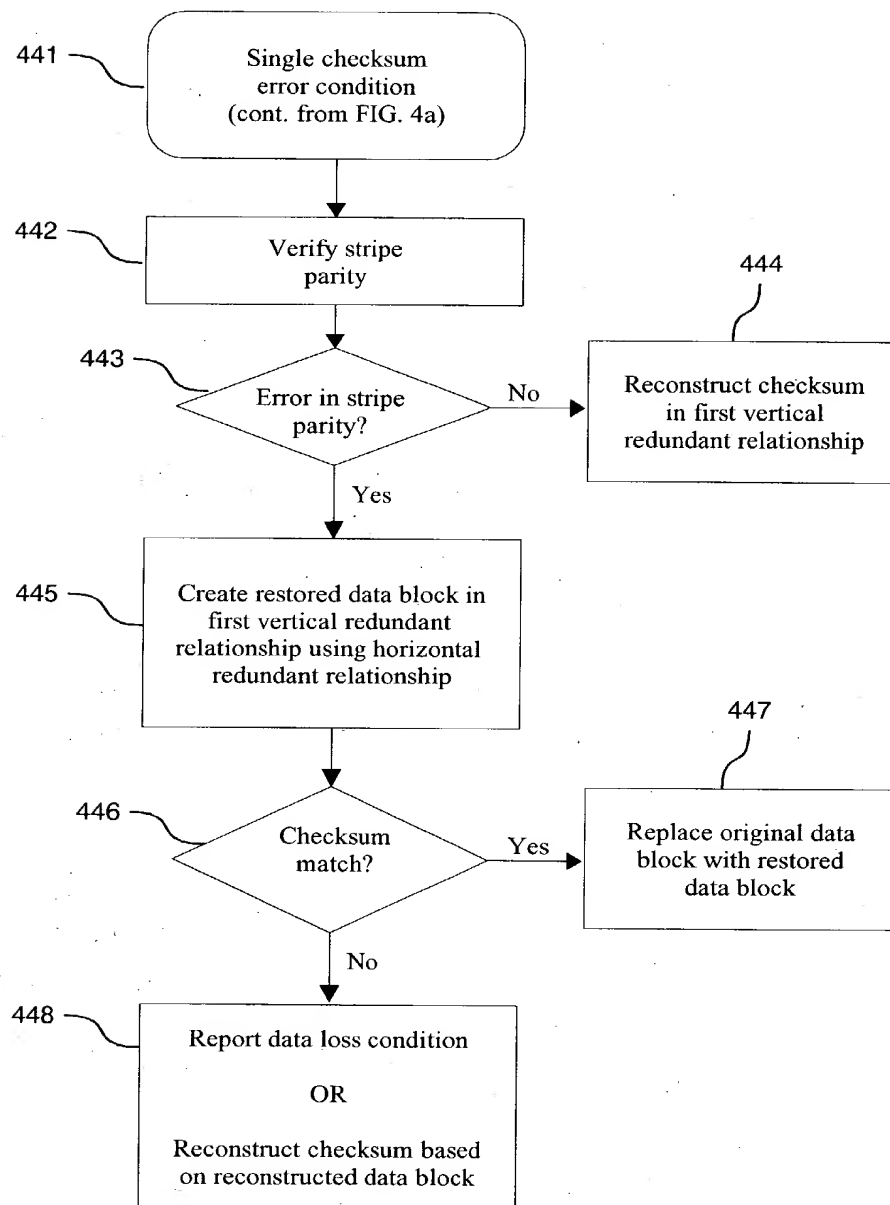 441
Single checksum
error condition
(cont. from FIG. 4a)
442
Verify stripe
parity
443
Error in stripe
parity?
No
444
Reconstruct checksum
in first vertical
redundant relationship
Yes
445
Create restored data block in
first vertical redundant
relationship using horizontal
redundant relationship
446
Checksum
match?
Yes
447
Replace original data
block with restored
data block
No
448
Report data loss condition
OR
Reconstruct checksum based
on reconstructed data block